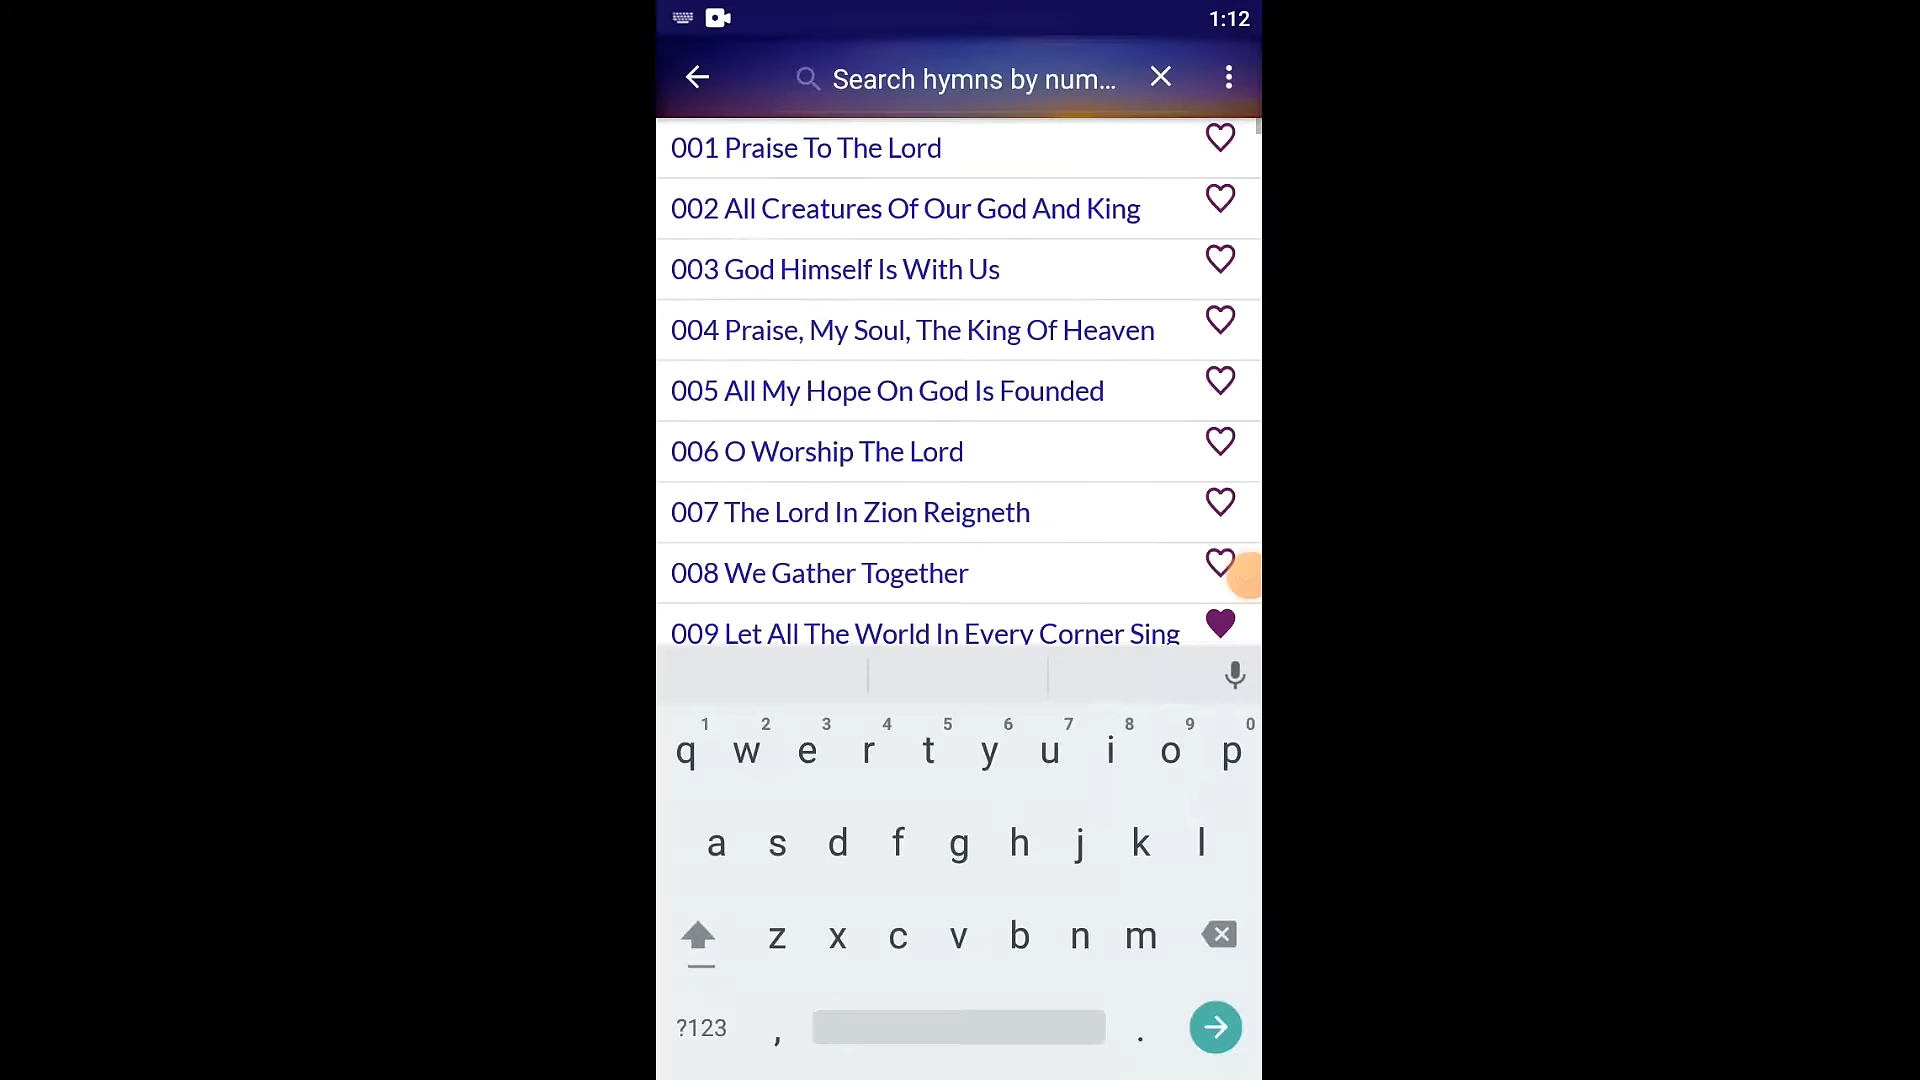 1:12
Search hymns by num...
001 Praise To The Lord
002 All Creatures Of Our God And King
003 God Himself Is With Us
004 Praise, My Soul, The King Of Heaven
005 All My Hope On God Is Founded
006 O Worship The Lord
007 The Lord In Zion Reigneth
008 We Gather Together
009 Let All The World In Every Corner Sing
1 2 3 4 5 6 7 8 9 0
q w e r t y u i o p
a s d f g h j k l
z x c v b n m
?123 , .